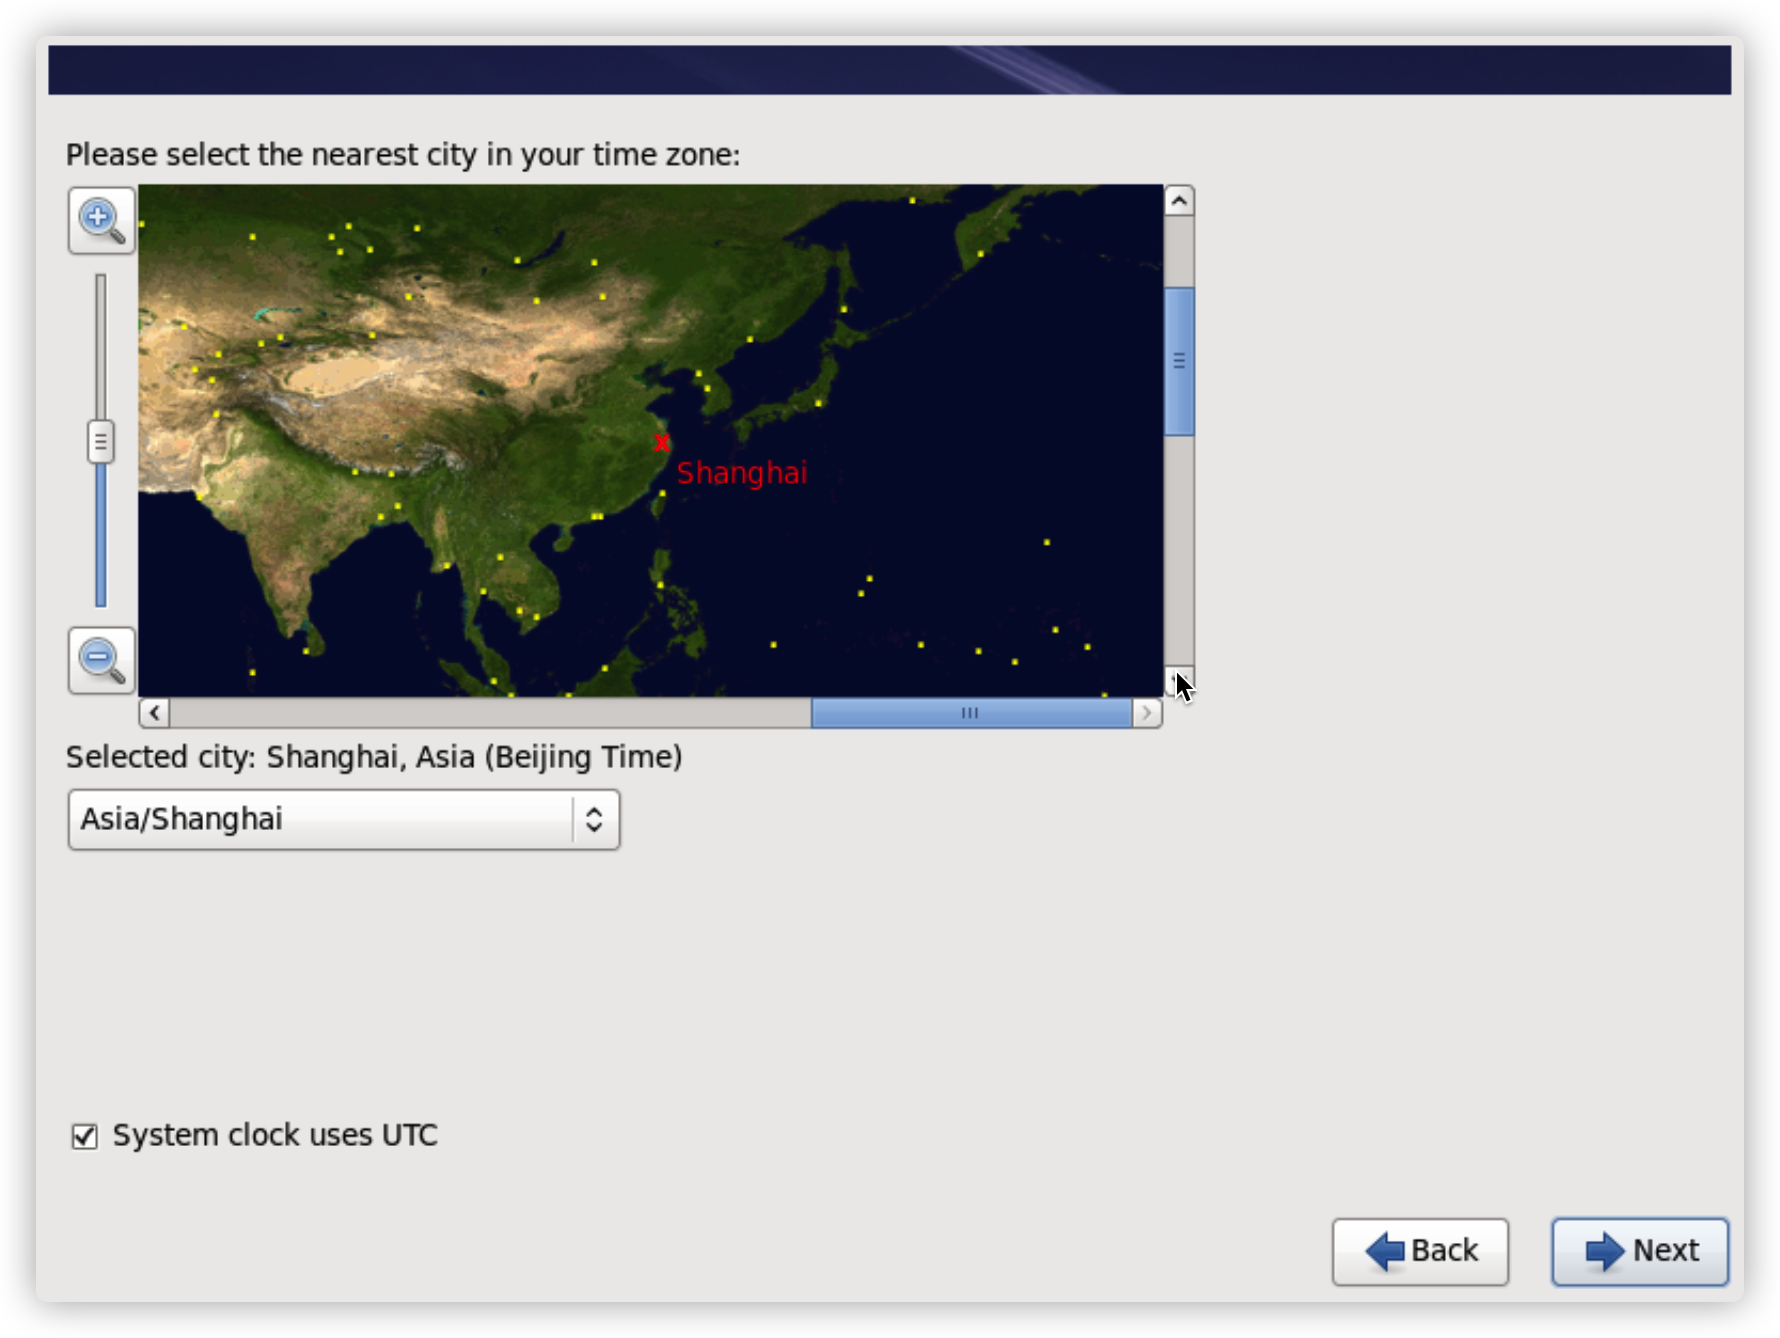 Please select the nearest city in your time zone:
Shanghai
Selected city: Shanghai, Asia (Beijing Time)
Asia/Shanghai
System clock uses UTC
Back
Next